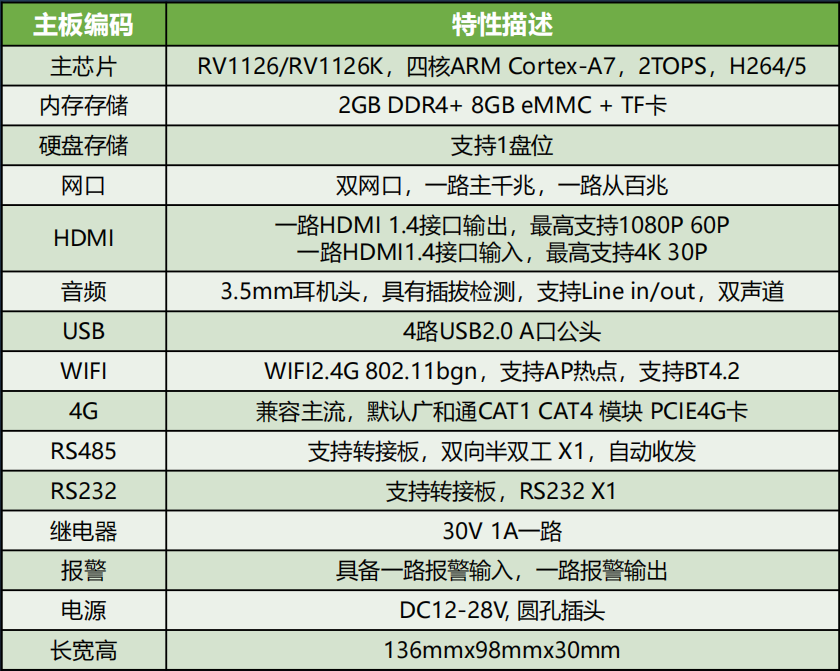 主板编码 特性描述
主芯片 RV1126/RV1126K，四核ARM Cortex-A7，2TOPS，H264/5
内存存储 2GB DDR4+ 8GB eMMC + TF卡
硬盘存储 支持1盘位
网口 双网口，一路主千兆，一路从百兆
HDMI 一路HDMI 1.4接口输出，最高支持1080P 60P
一路HDMI1.4接口输入，最高支持4K 30P
音频 3.5mm耳机头，具有插拔检测，支持Line in/out，双声道
USB 4路USB2.0 A口公头
WIFI WIFI2.4G 802.11bgn，支持AP热点，支持BT4.2
4G 兼容主流，默认广和通CAT1 CAT4 模块 PCIE4G卡
RS485 支持转接板，双向半双工 X1，自动收发
RS232 支持转接板，RS232 X1
继电器 30V 1A一路
报警 具备一路报警输入，一路报警输出
电源 DC12-28V, 圆孔插头
长宽高 136mmx98mmx30mm